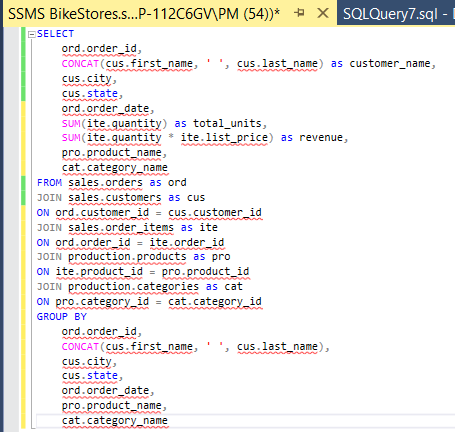 SSMS BikeStores.s...P-112C6GV\PM (54))* SQLQuery7.sql -
SELECT
ord.order_id,
CONCAT(cus.first_name, ' ', cus.last_name) as customer_name,
cus.city,
cus.state,
ord.order_date,
SUM(ite.quantity) as total_units,
SUM(ite.quantity * ite.list_price) as revenue,
pro.product_name,
cat.category_name
FROM sales.orders as ord
JOIN sales.customers as cus
ON ord.customer_id = cus.customer_id
JOIN sales.order_items as ite
ON ord.order_id = ite.order_id
JOIN production.products as pro
ON ite.product_id = pro.product_id
JOIN production.categories as cat
ON pro.category_id = cat.category_id
GROUP BY
ord.order_id,
CONCAT(cus.first_name, ' ', cus.last_name),
cus.city,
cus.state,
ord.order_date,
pro.product_name,
cat.category_name